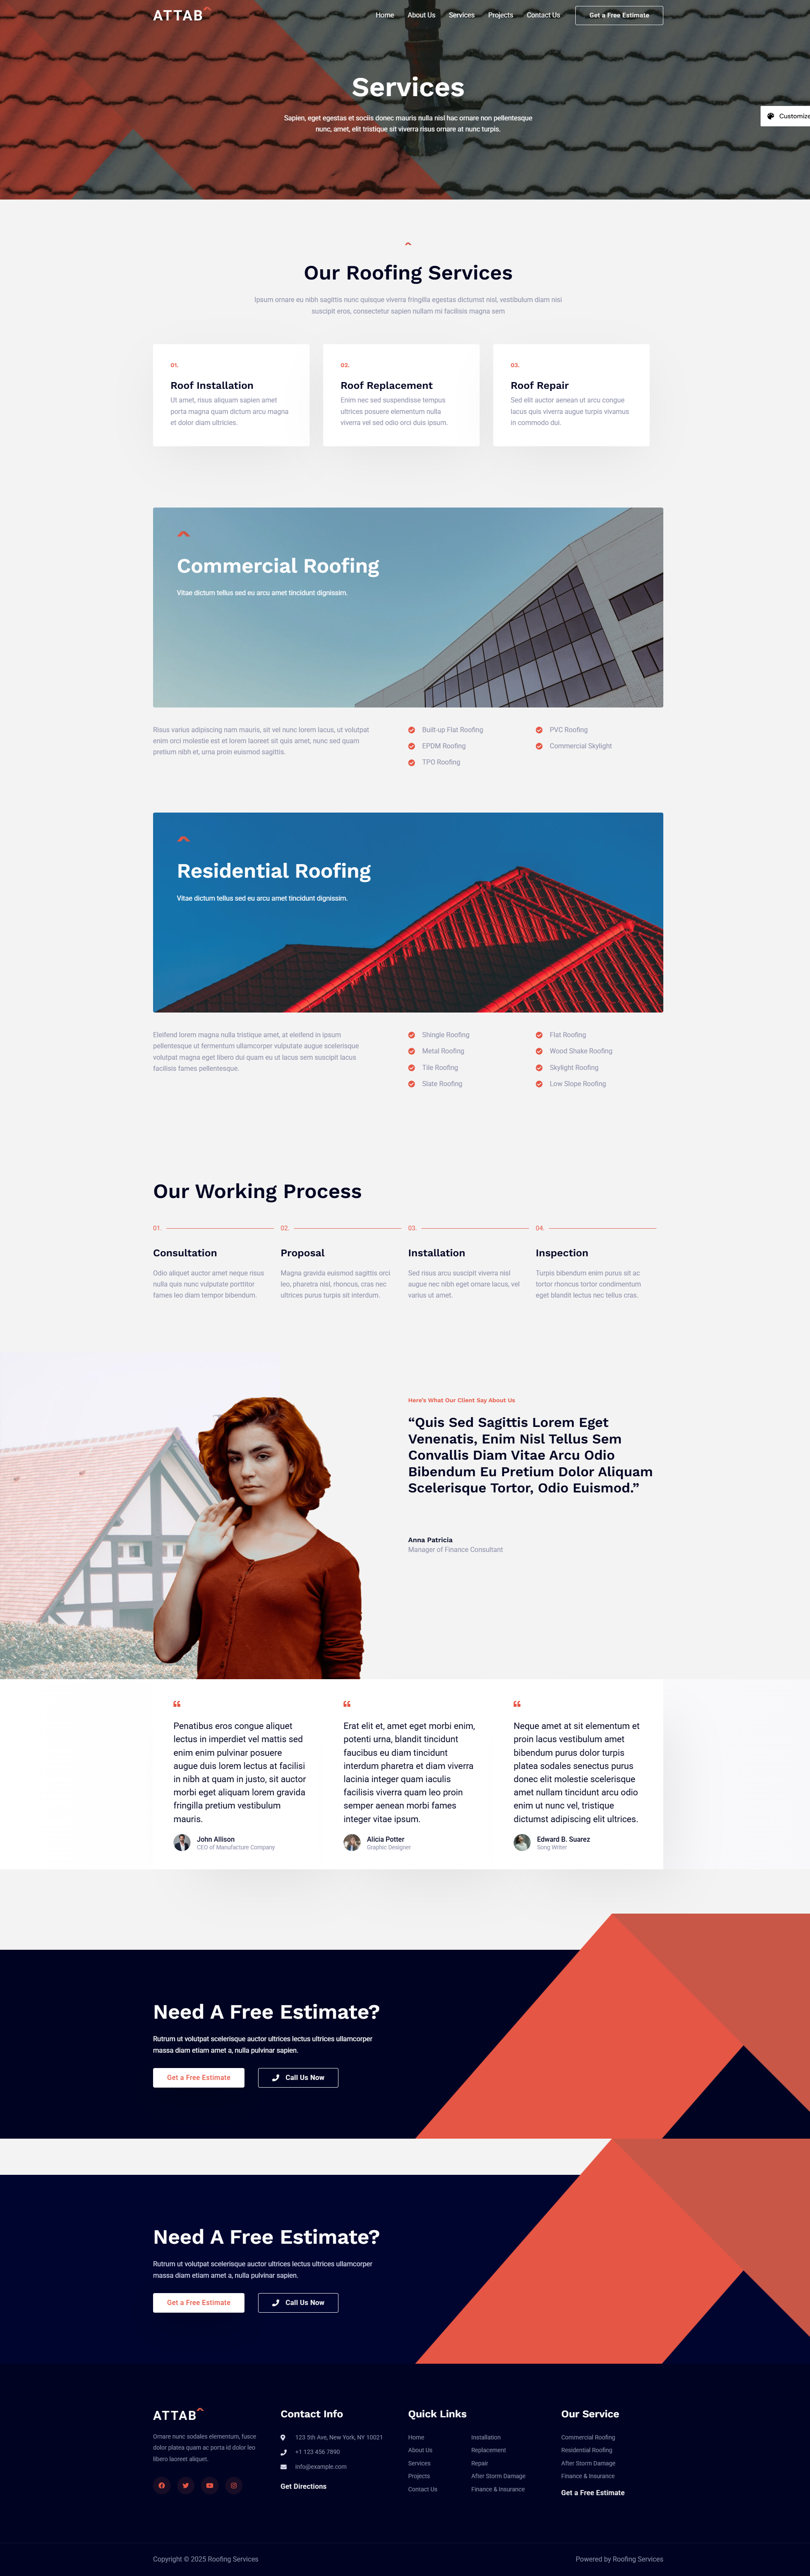 ATTAB
Home About Us Services Projects Contact Us Get a Free Estimate
Services
Sapien, eget egestas et sociis donec mauris nulla nisl hac ornare non pellentesque
nunc, amet, elit tristique sit viverra risus ornare at nunc turpis.
Customize
Our Roofing Services
Ipsum ornare eu nibh sagittis nunc quisque viverra fringilla egestas dictumst nisl, vestibulum diam nisi
suscipit eros, consectetur sapien nullam mi facilisis magna sem
01.
Roof Installation
Ut amet, risus aliquam sapien amet
porta magna quam dictum arcu magna
et dolor diam ultricies.
02.
Roof Replacement
Enim nec sed suspendisse tempus
ultrices posuere elementum nulla
viverra vel sed odio orci duis ipsum.
03.
Roof Repair
Sed elit auctor aenean ut arcu congue
lacus quis viverra augue turpis vivamus
in commodo dui.
Commercial Roofing
Vitae dictum tellus sed eu arcu amet tincidunt dignissim.
Risus varius adipiscing nam mauris, sit vel nunc lorem lacus, ut volutpat
enim orci molestie est et lorem laoreet sit quis amet, nunc sed quam
pretium nibh et, urna proin euismod sagittis.
Built-up Flat Roofing
EPDM Roofing
TPO Roofing
PVC Roofing
Commercial Skylight
Residential Roofing
Vitae dictum tellus sed eu arcu amet tincidunt dignissim.
Eleifend lorem magna nulla tristique amet, at eleifend in ipsum
pellentesque ut fermentum ullamcorper vulputate augue scelerisque
volutpat magna eget libero dui quam eu ut lacus sem suscipit lacus
facilisis fames pellentesque.
Shingle Roofing
Metal Roofing
Tile Roofing
Slate Roofing
Flat Roofing
Wood Shake Roofing
Skylight Roofing
Low Slope Roofing
Our Working Process
01.
Consultation
Odio aliquet auctor amet neque risus
nulla quis nunc vulputate porttitor
fames leo diam tempor bibendum.
02.
Proposal
Magna gravida euismod sagittis orci
leo, pharetra nisl, rhoncus, cras nec
ultrices purus turpis sit interdum.
03.
Installation
Sed risus arcu suscipit viverra nisl
augue nec nibh eget ornare lacus, vel
varius ut amet.
04.
Inspection
Turpis bibendum enim purus sit ac
tortor rhoncus tortor condimentum
eget blandit lectus nec tellus cras.
Here's What Our Client Say About Us
“Quis Sed Sagittis Lorem Eget
Venenatis, Enim Nisl Tellus Sem
Convallis Diam Vitae Arcu Odio
Bibendum Eu Pretium Dolor Aliquam
Scelerisque Tortor, Odio Euismod.”
Anna Patricia
Manager of Finance Consultant
Penatibus eros congue aliquet
lectus in imperdiet vel mattis sed
enim enim pulvinar posuere
augue duis lorem lectus at facilisi
in nibh at quam in justo, sit auctor
morbi eget aliquam lorem gravida
fringilla pretium vestibulum
mauris.
John Allison
CEO of Manufacture Company
Erat elit et, amet eget morbi enim,
potenti urna, blandit tincidunt
faucibus eu diam tincidunt
interdum pharetra et diam viverra
lacinia integer quam iaculis
facilisis viverra quam leo proin
semper aenean morbi fames
integer vitae ipsum.
Alicia Potter
Graphic Designer
Neque amet at sit elementum et
proin lacus vestibulum amet
bibendum purus dolor turpis
platea sodales senectus purus
donec elit molestie scelerisque
amet nullam tincidunt arcu odio
enim ut nunc vel, tristique
dictumst adipiscing elit ultrices.
Edward B. Suarez
Song Writer
Need A Free Estimate?
Rutrum ut volutpat scelerisque auctor ultrices lectus ultrices ullamcorper
massa diam etiam amet a, nulla pulvinar sapien.
Get a Free Estimate Call Us Now
Need A Free Estimate?
Rutrum ut volutpat scelerisque auctor ultrices lectus ultrices ullamcorper
massa diam etiam amet a, nulla pulvinar sapien.
Get a Free Estimate Call Us Now
ATTAB
Ornare nunc sodales elementum, fusce
dolor platea quam ac porta id dolor leo
libero laoreet aliquet.
Contact Info
123 5th Ave, New York, NY 10021
+1 123 456 7890
info@example.com
Get Directions
Quick Links
Home
About Us
Services
Projects
Contact Us
Installation
Replacement
Repair
After Storm Damage
Finance & Insurance
Our Service
Commercial Roofing
Residential Roofing
After Storm Damage
Finance & Insurance
Get a Free Estimate
Copyright © 2025 Roofing Services
Powered by Roofing Services